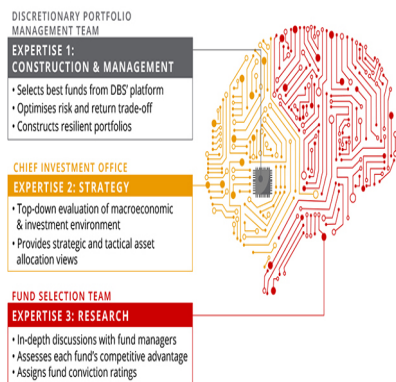 DISCRETIONARY PORTFOLIO
MANAGEMENT TEAM
EXPERTISE 1:
CONSTRUCTION & MANAGEMENT
• Selects best funds from DBS' platform
• Optimises risk and return trade-off
• Constructs resilient portfolios
CHIEF INVESTMENT OFFICE
EXPERTISE 2: STRATEGY
• Top-down evaluation of macroeconomic
& investment environment
• Provides strategic and tactical asset
allocation views
FUND SELECTION TEAM
EXPERTISE 3: RESEARCH
• In-depth discussions with fund managers
• Assesses each fund's competitive advantage
• Assigns fund conviction ratings